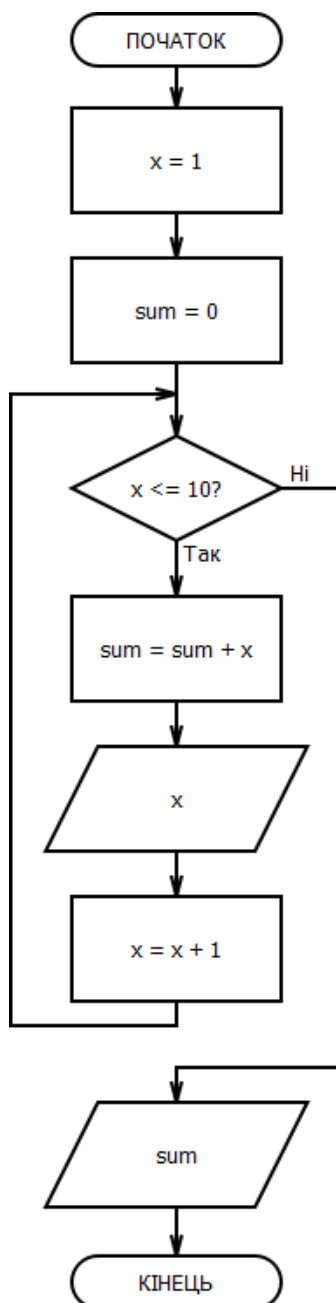 ПОЧАТОК
x = 1
sum = 0
x <= 10?
Ні
Так
sum = sum + x
x
x = x + 1
sum
КІНЕЦЬ